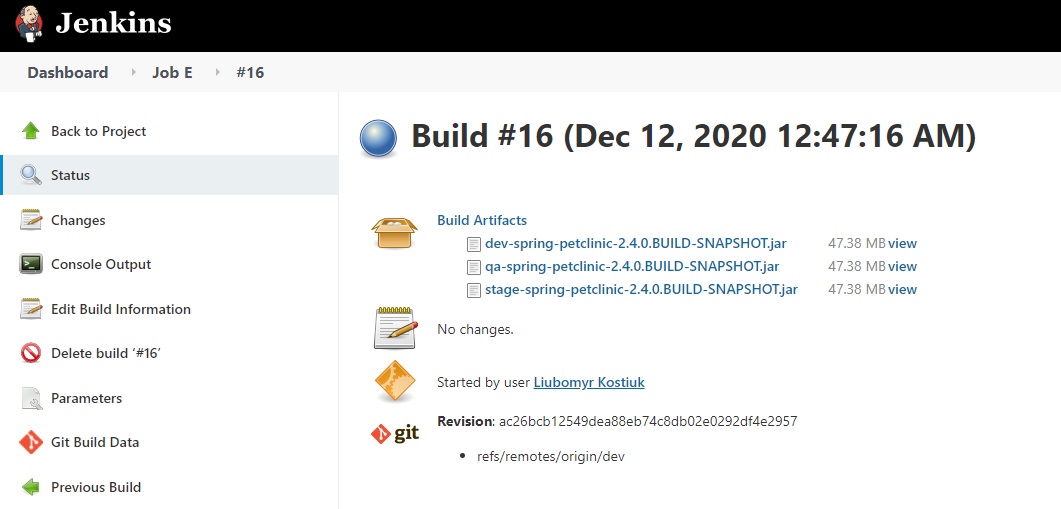 Jenkins
Dashboard Job E #16
Back to Project
Status
Changes
Console Output
Edit Build Information
Delete build ‘#16’
Parameters
Git Build Data
Previous Build
Build #16 (Dec 12, 2020 12:47:16 AM)
Build Artifacts
dev-spring-petclinic-2.4.0.BUILD-SNAPSHOT.jar 47.38 MB view
qa-spring-petclinic-2.4.0.BUILD-SNAPSHOT.jar 47.38 MB view
stage-spring-petclinic-2.4.0.BUILD-SNAPSHOT.jar 47.38 MB view
No changes.
Started by user Liubomyr Kostiuk
git
Revision: ac26bcb12549dea88eb74c8db02e0292df4e2957
refs/remotes/origin/dev